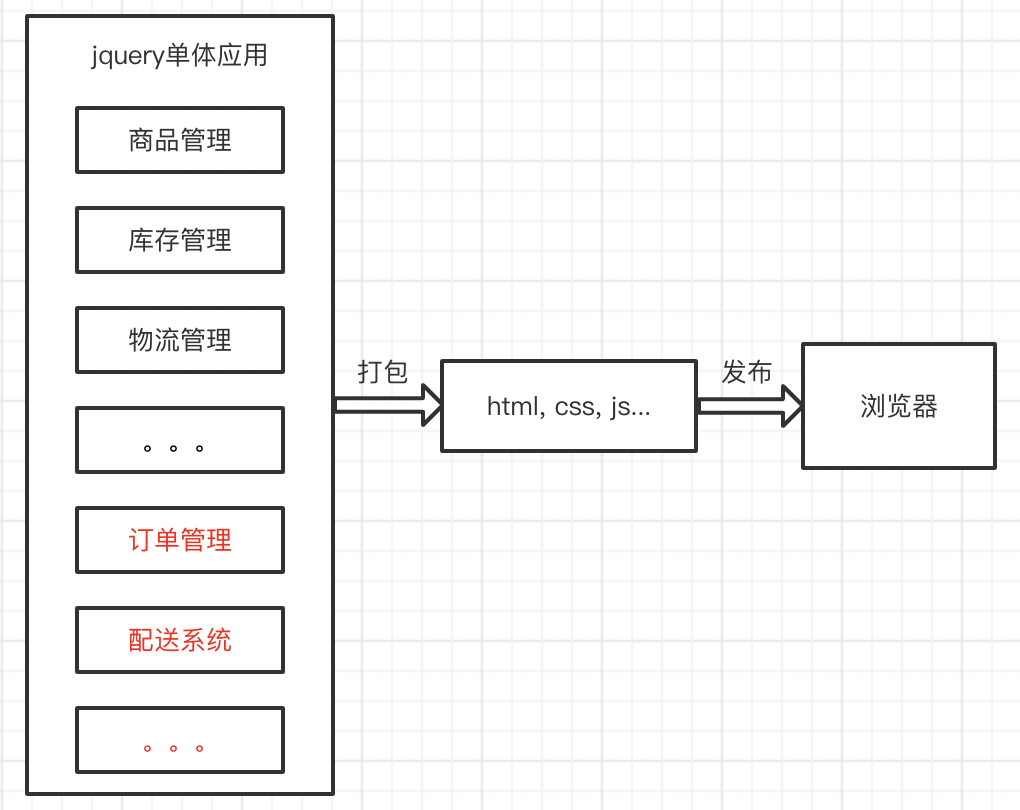 jquery单体应用
商品管理
库存管理
物流管理
。。。
订单管理
配送系统
。。。
打包
html, css, js...
发布
浏览器